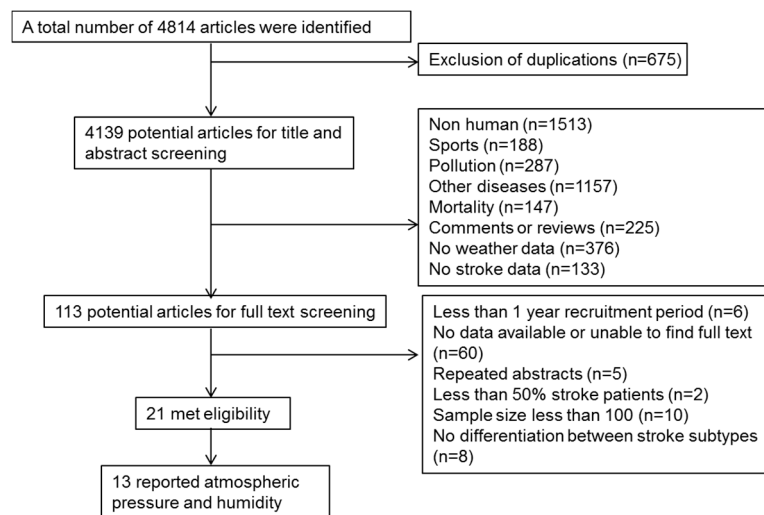 A total number of 4814 articles were identified
Exclusion of duplications (n=675)
4139 potential articles for title and
abstract screening
Non human (n=1513)
Sports (n=188)
Pollution (n=287)
Other diseases (n=1157)
Mortality (n=147)
Comments or reviews (n=225)
No weather data (n=376)
No stroke data (n=133)
113 potential articles for full text screening
Less than 1 year recruitment period (n=6)
No data available or unable to find full text
(n=60)
Repeated abstracts (n=5)
Less than 50% stroke patients (n=2)
Sample size less than 100 (n=10)
No differentiation between stroke subtypes
(n=8)
21 met eligibility
13 reported atmospheric
pressure and humidity